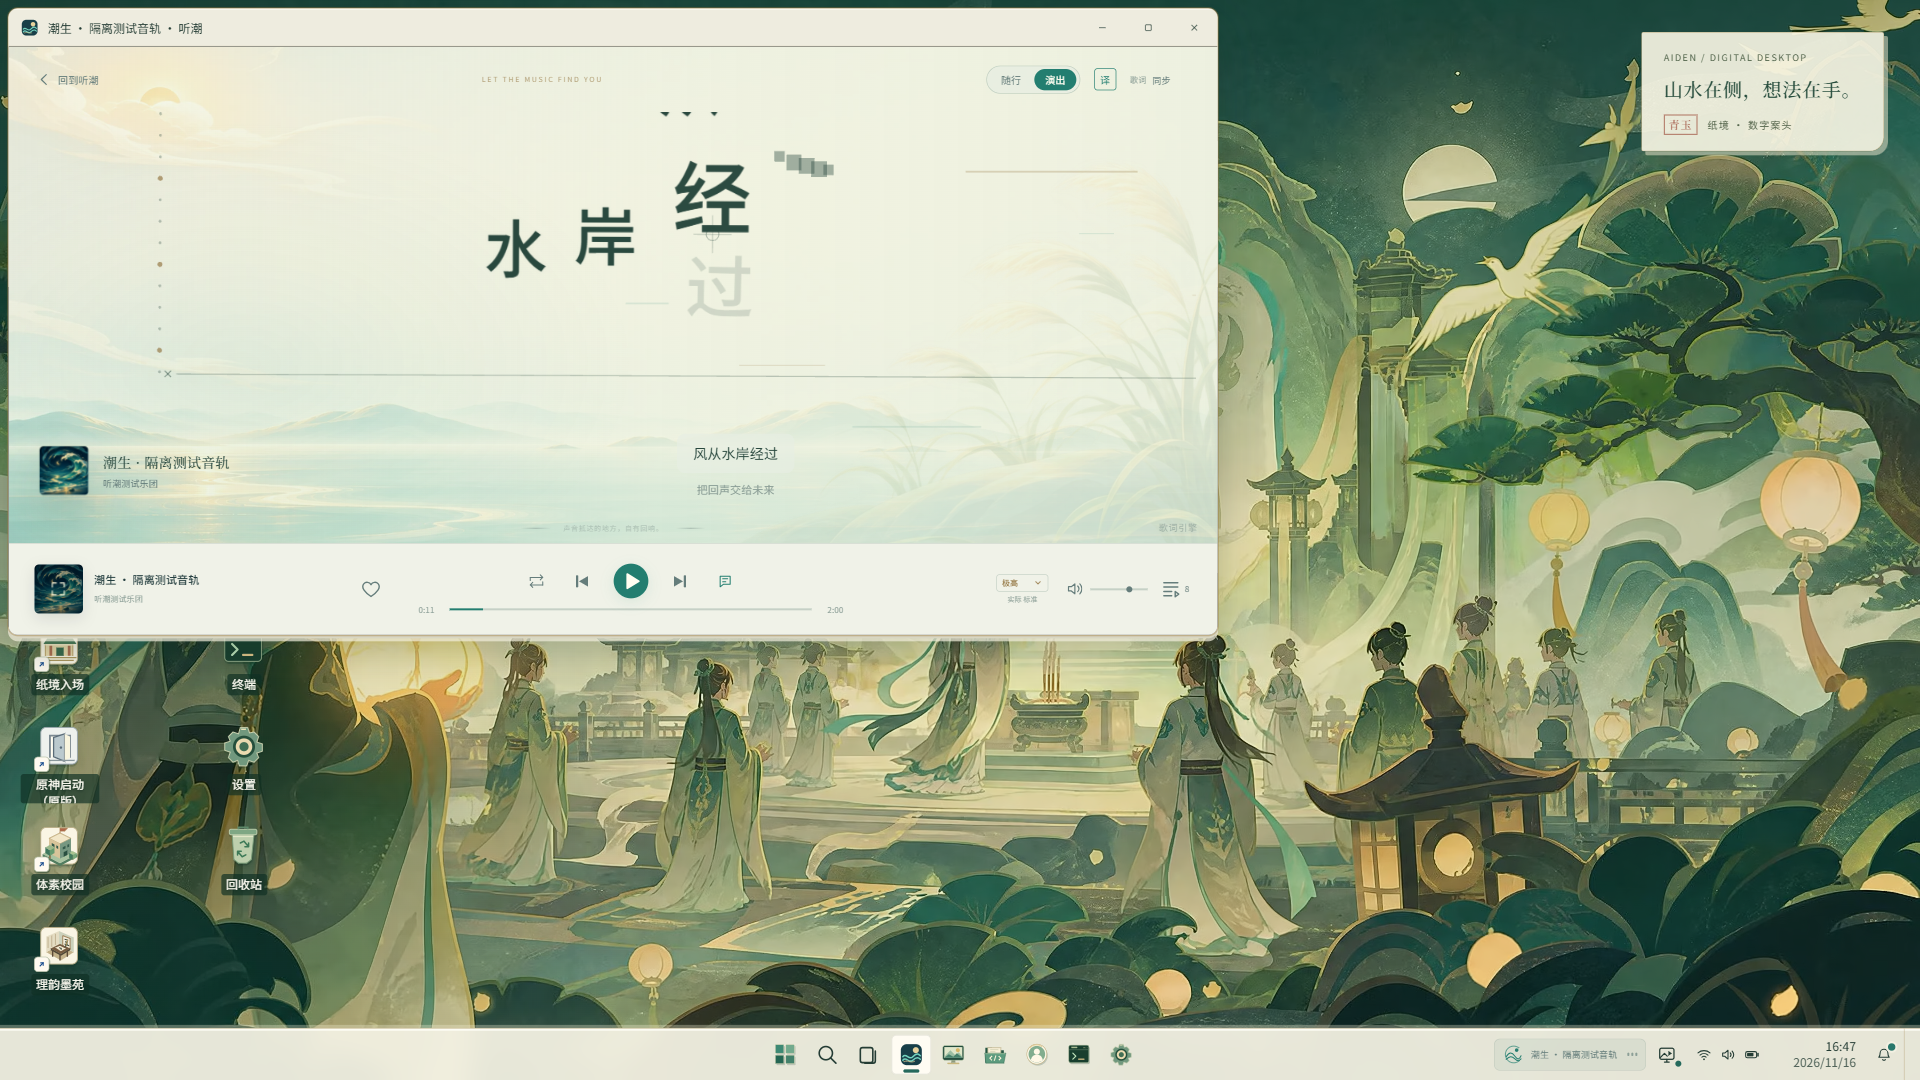 潮生 · 隔离测试音轨 · 听潮
回到听潮
LET THE MUSIC FIND YOU
随行
演出
译
歌词 同步
水岸经过
风从水岸经过
把回声交给未来
潮生 · 隔离测试音轨
听潮测试乐团
歌词引擎
潮生 · 隔离测试音轨
听潮测试乐团
0:11
2:00
极高
实际 标准
8
AIDEN / DIGITAL DESKTOP
山水在侧，想法在手。
青玉
纸境 · 数字案头
纸境入场
终端
原神启动
（原版）
设置
体素校园
回收站
理韵墨苑
潮生 · 隔离测试音轨
16:47
2026/11/16